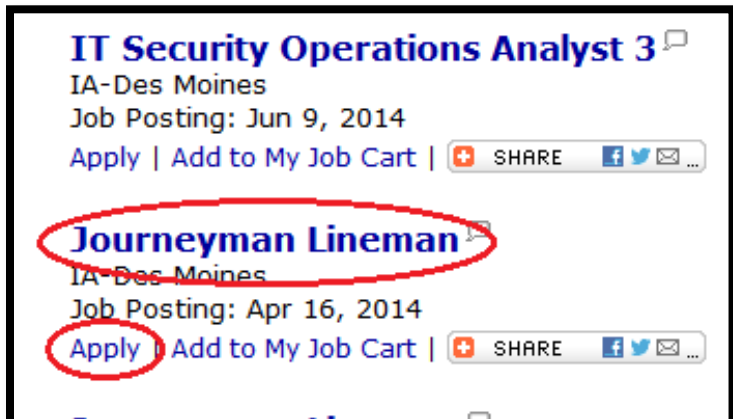 IT Security Operations Analyst 3
IA-Des Moines
Job Posting: Jun 9, 2014
Apply | Add to My Job Cart | SHARE ...
Journeyman Lineman
IA-Des Moines
Job Posting: Apr 16, 2014
Apply | Add to My Job Cart | SHARE ...